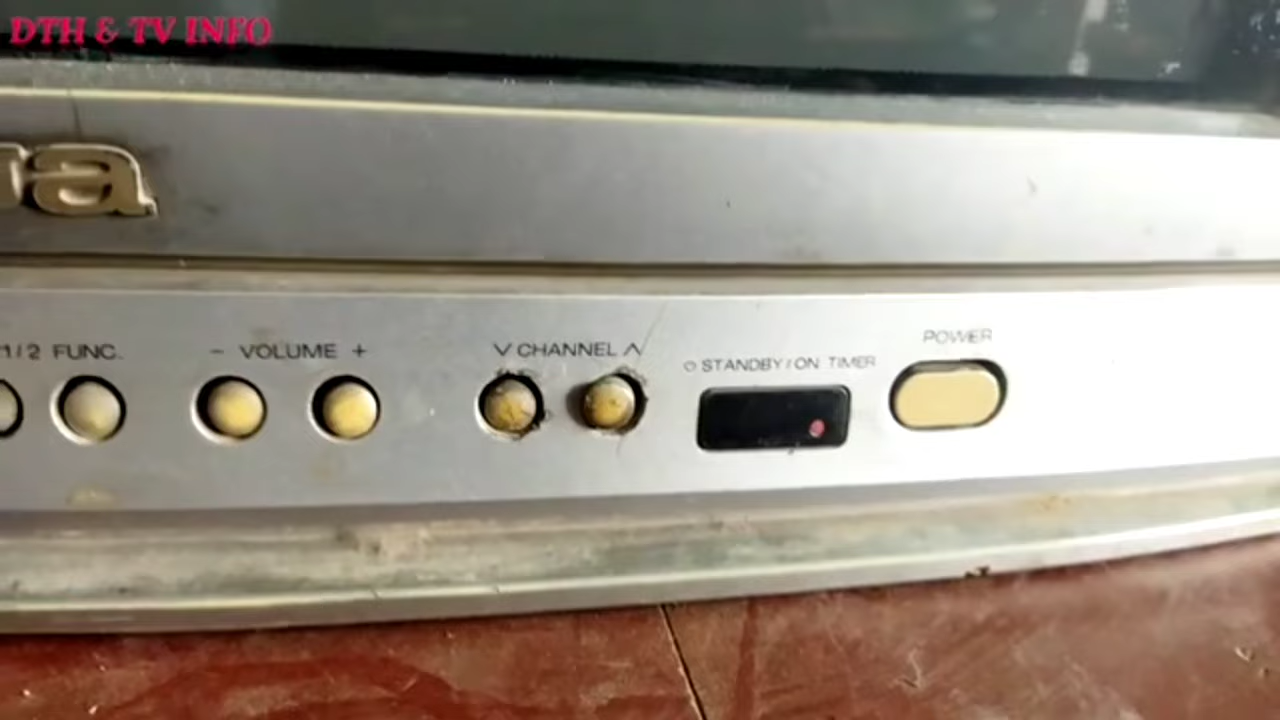 DTH & TV INFO
a
1/2 FUNC.
- VOLUME +
∨ CHANNEL ∧
STANDBY / ON TIMER
POWER